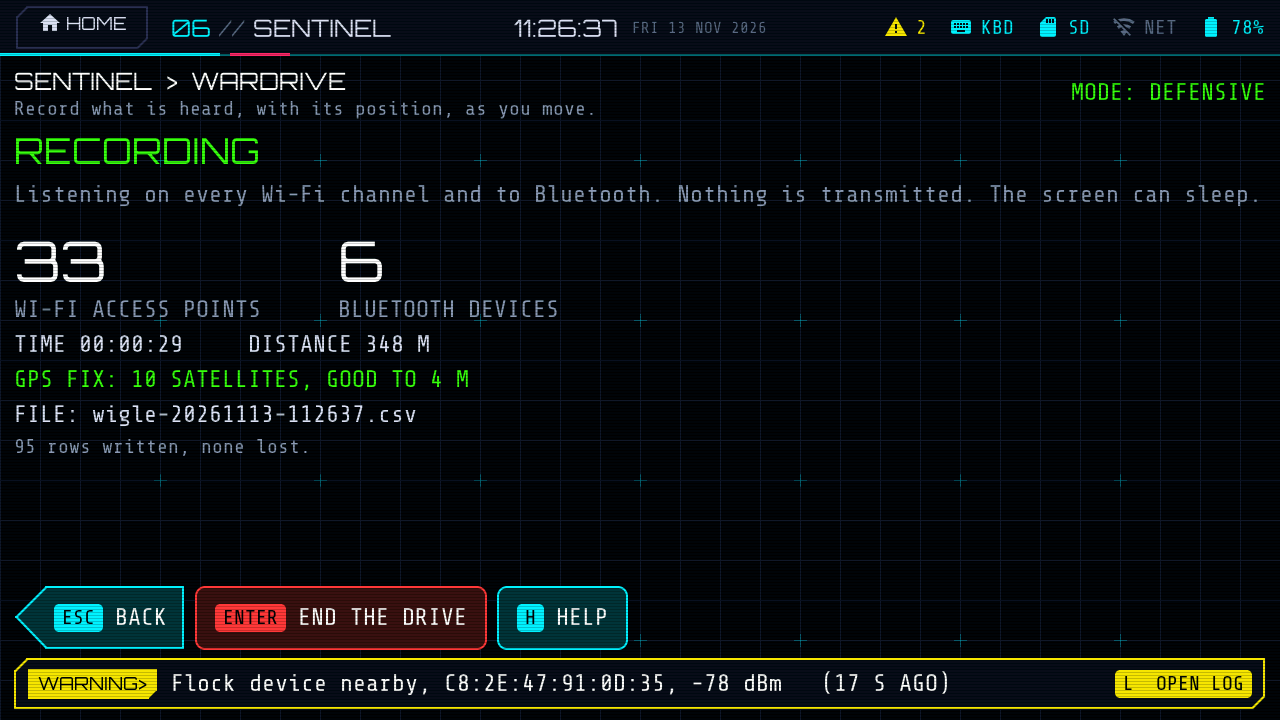 HOME 06 // SENTINEL 11:26:37 FRI 13 NOV 2026 2 KBD SD NET 78%
SENTINEL > WARDRIVE
Record what is heard, with its position, as you move.
MODE: DEFENSIVE
RECORDING
Listening on every Wi-Fi channel and to Bluetooth. Nothing is transmitted. The screen can sleep.
33 6
WI-FI ACCESS POINTS BLUETOOTH DEVICES
TIME 00:00:29 DISTANCE 348 M
GPS FIX: 10 SATELLITES, GOOD TO 4 M
FILE: wigle-20261113-112637.csv
95 rows written, none lost.
ESC BACK ENTER END THE DRIVE H HELP
WARNING> Flock device nearby, C8:2E:47:91:0D:35, -78 dBm (17 S AGO) L OPEN LOG